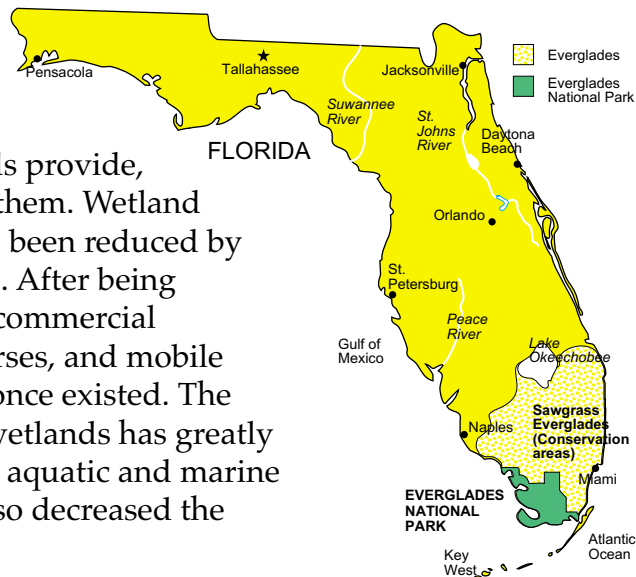 Pensacola
Tallahassee
Jacksonville
Everglades
Everglades
National Park
Suwannee
River
St.
Johns
River
Daytona
Beach
FLORIDA
Orlando
St.
Petersburg
Peace
River
Gulf of
Mexico
Lake
Okeechobee
Sawgrass
Everglades
(Conservation
areas)
Naples
Miami
EVERGLADES
NATIONAL
PARK
Key
West
Atlantic
Ocean
ls provide,
them. Wetland
been reduced by
. After being
commercial
rses, and mobile
once existed. The
wetlands has greatly
aquatic and marine
so decreased the